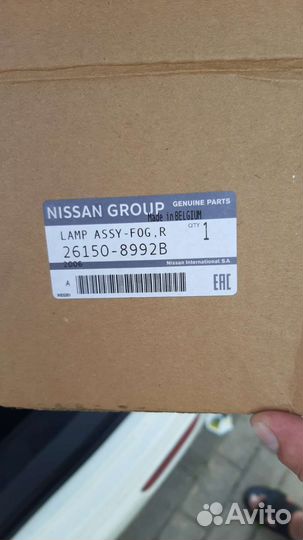 NISSAN GROUP GENUINE PARTS
Made in BELGIUM
LAMP ASSY-FOG,R QTY 1
26150-8992B
2006
A
Nissan International S.A
EAC
Avito